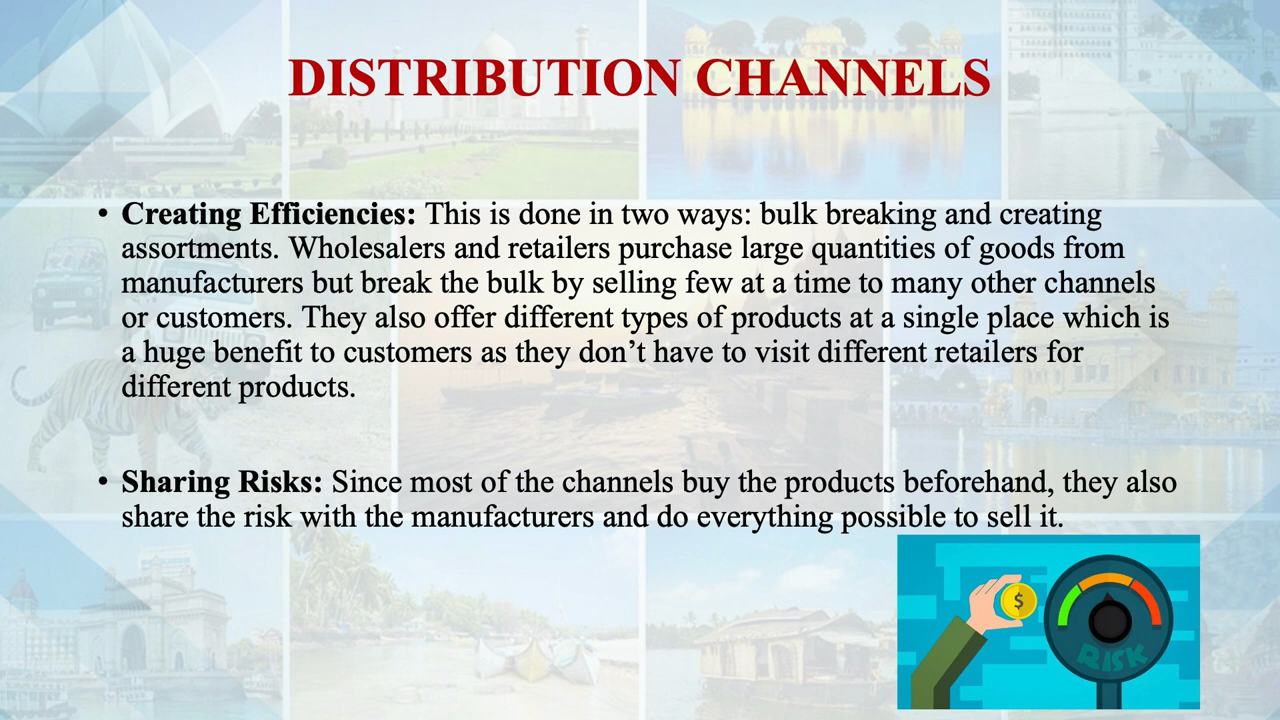 DISTRIBUTION CHANNELS
• Creating Efficiencies: This is done in two ways: bulk breaking and creating
assortments. Wholesalers and retailers purchase large quantities of goods from
manufacturers but break the bulk by selling few at a time to many other channels
or customers. They also offer different types of products at a single place which is
a huge benefit to customers as they don’t have to visit different retailers for
different products.
• Sharing Risks: Since most of the channels buy the products beforehand, they also
share the risk with the manufacturers and do everything possible to sell it.
$
RISK